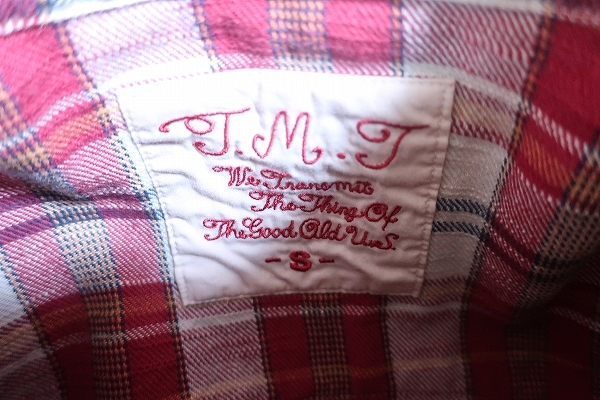 T.M.T
We Transmit
The Thing Of
The Good Old U.S.
-S-